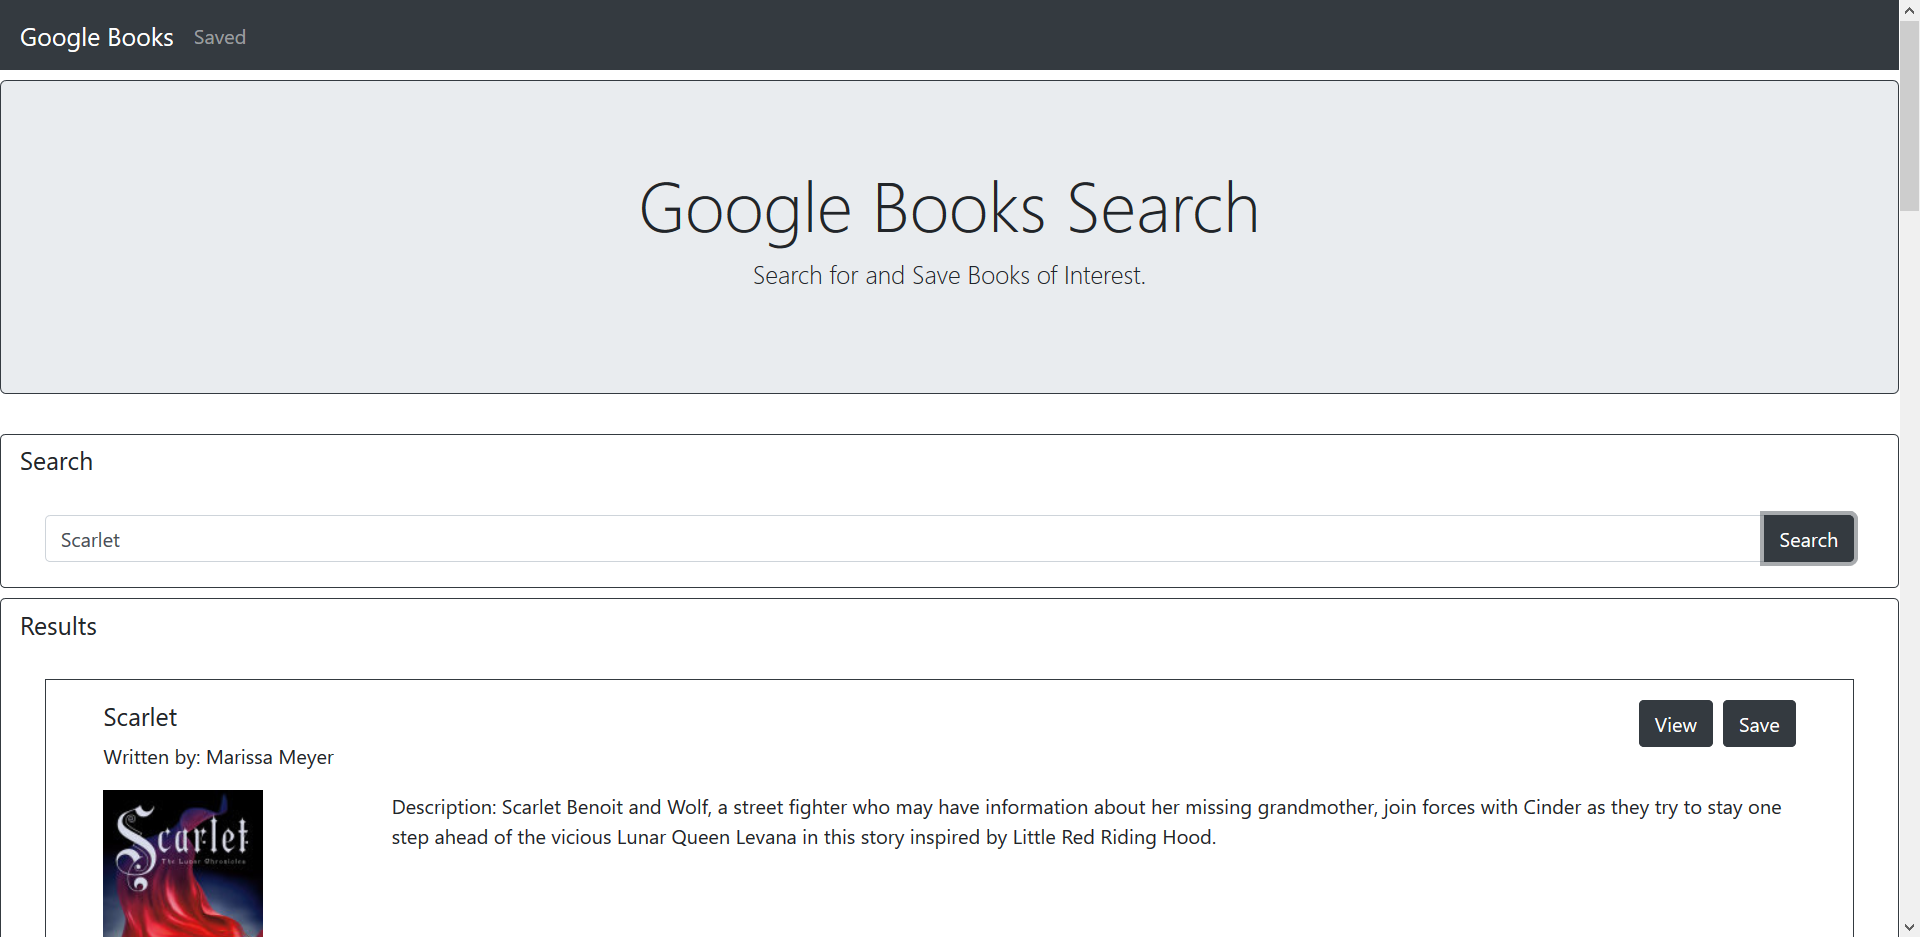 Google Books Saved
Google Books Search
Search for and Save Books of Interest.
Search
Scarlet Search
Results
Scarlet View Save
Written by: Marissa Meyer
Description: Scarlet Benoit and Wolf, a street fighter who may have information about her missing grandmother, join forces with Cinder as they try to stay one
step ahead of the vicious Lunar Queen Levana in this story inspired by Little Red Riding Hood.
Scarlet
The Lunar Chronicles